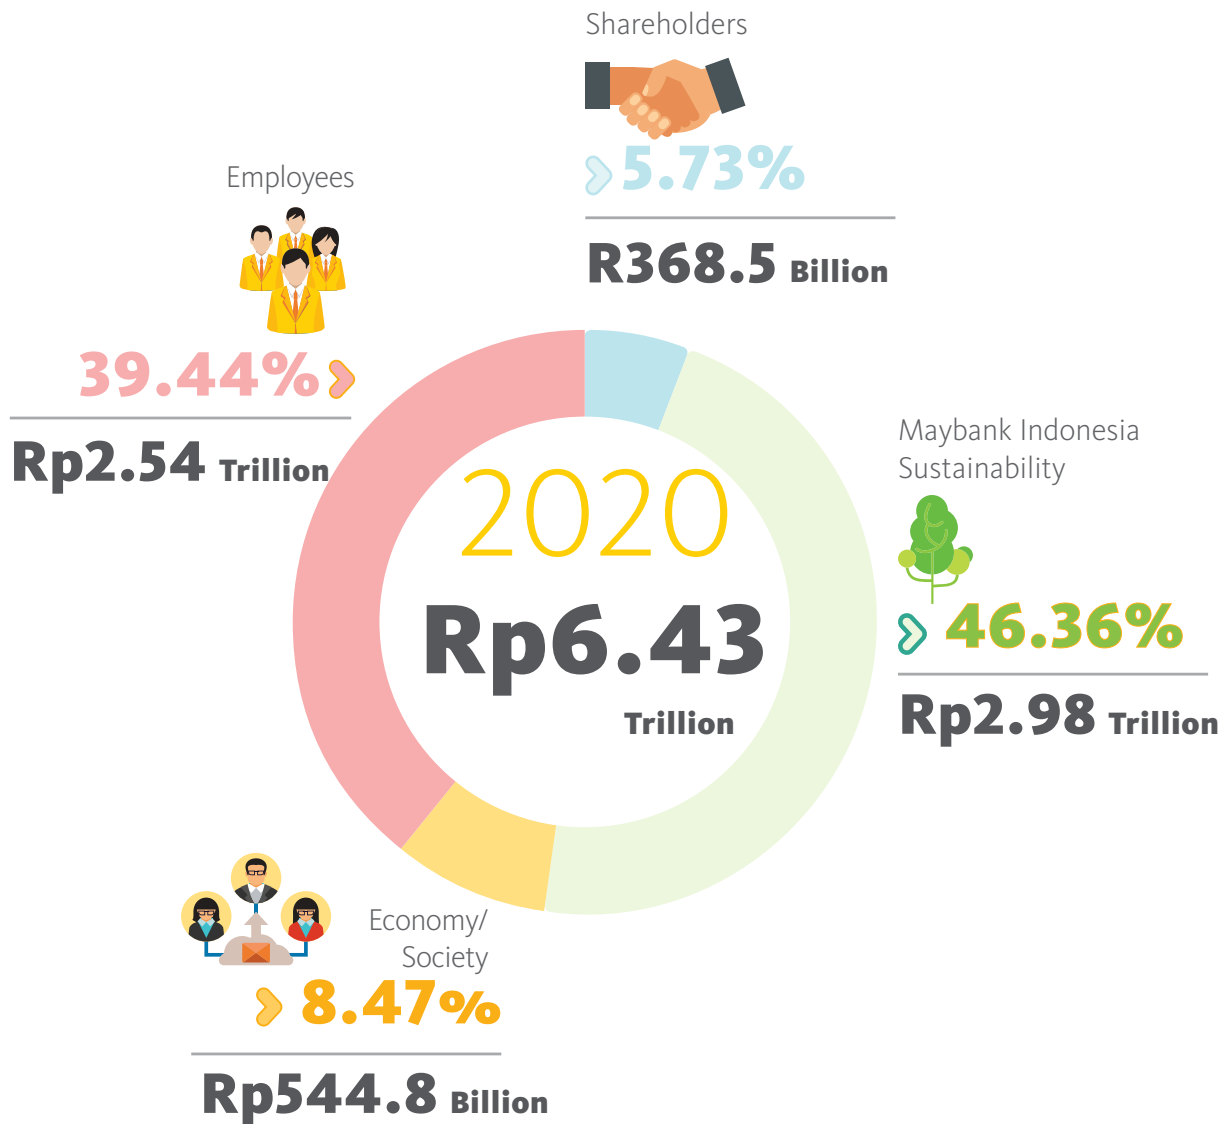 Shareholders
5.73%
R368.5 Billion
Employees
39.44%
Rp2.54 Trillion
Maybank Indonesia
Sustainability
46.36%
Rp2.98 Trillion
2020
Rp6.43
Trillion
Economy/
Society
8.47%
Rp544.8 Billion